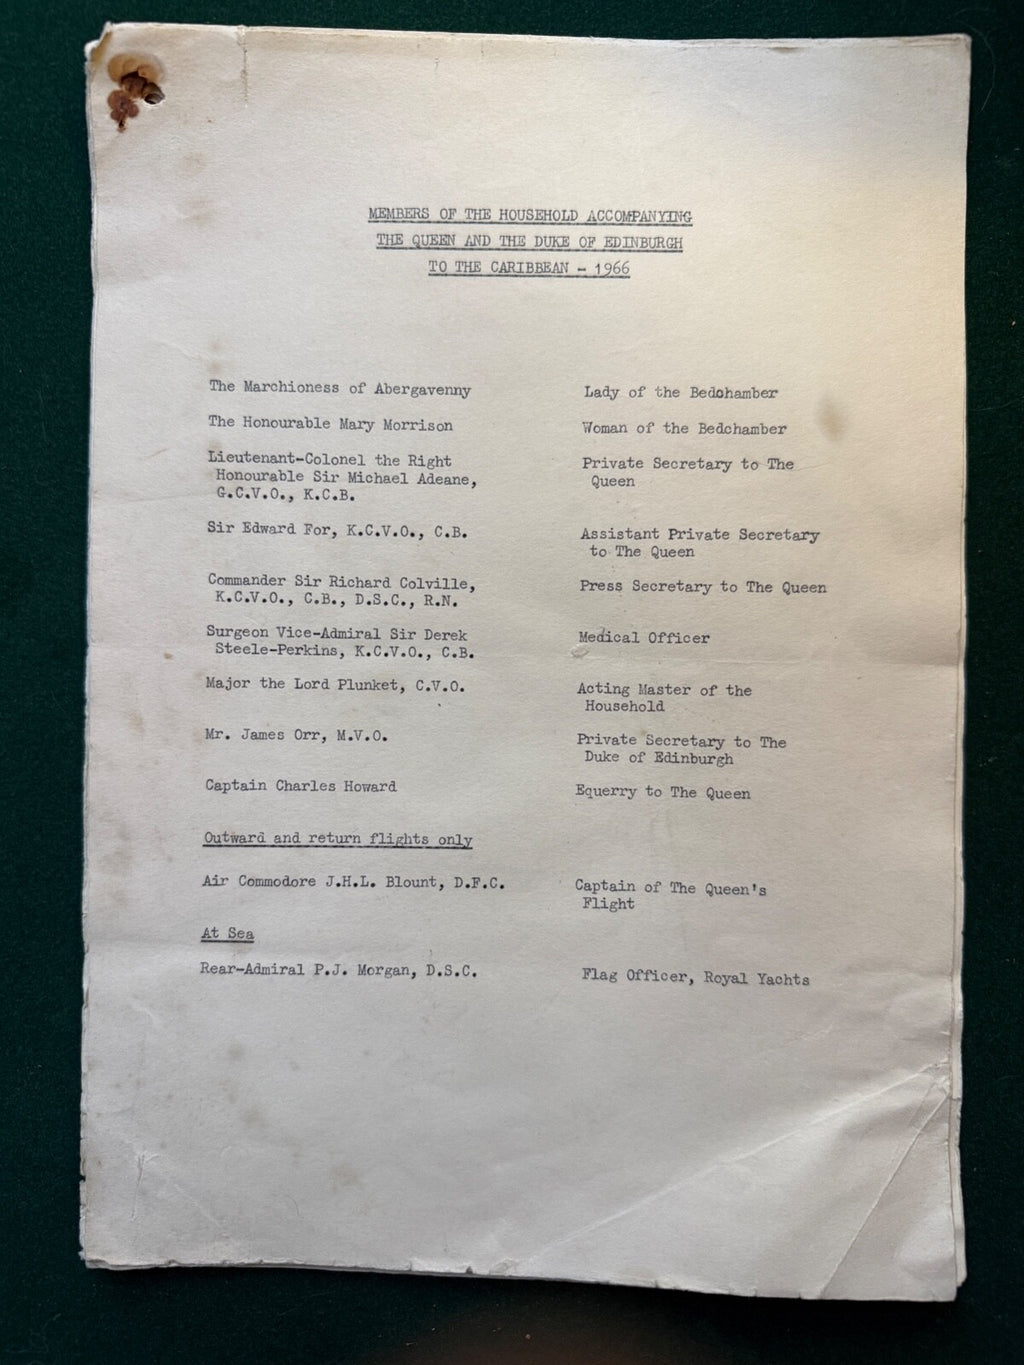 MEMBERS OF THE HOUSEHOLD ACCOMPANYING
THE QUEEN AND THE DUKE OF EDINBURGH
TO THE CARIBBEAN - 1966
The Marchioness of Abergavenny Lady of the Bedchamber
The Honourable Mary Morrison Woman of the Bedchamber
Lieutenant-Colonel the Right Private Secretary to The
Honourable Sir Michael Adeane, Queen
G.C.V.O., K.C.B.
Sir Edward For, K.C.V.O., C.B. Assistant Private Secretary
to The Queen
Commander Sir Richard Colville, Press Secretary to The Queen
K.C.V.O., C.B., D.S.C., R.N.
Surgeon Vice-Admiral Sir Derek Medical Officer
Steele-Perkins, K.C.V.O., C.B.
Major the Lord Plunket, C.V.O. Acting Master of the
Household
Mr. James Orr, M.V.O. Private Secretary to The
Duke of Edinburgh
Captain Charles Howard Equerry to The Queen
Outward and return flights only
Air Commodore J.H.L. Blount, D.F.C. Captain of The Queen's
Flight
At Sea
Rear-Admiral P.J. Morgan, D.S.C. Flag Officer, Royal Yachts